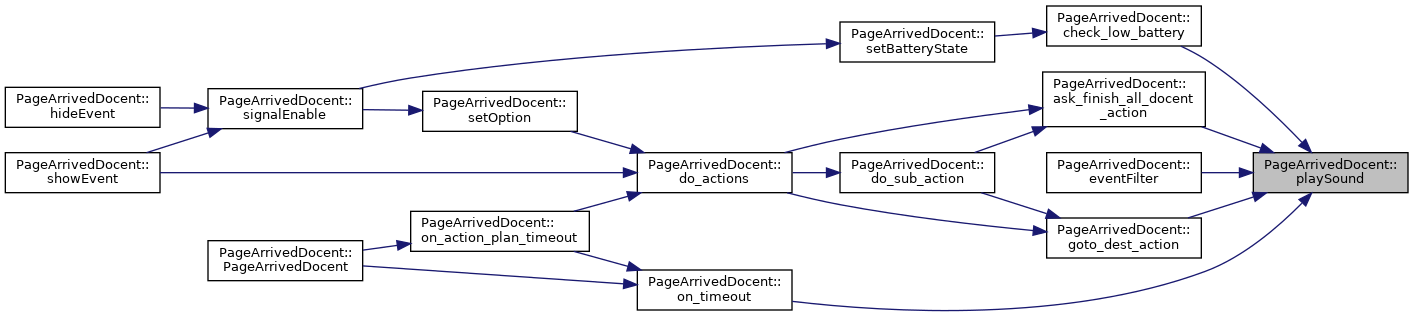 PageArrivedDocent::
hideEvent
PageArrivedDocent::
showEvent
PageArrivedDocent::
signalEnable
PageArrivedDocent::
PageArrivedDocent
PageArrivedDocent::
setOption
PageArrivedDocent::
on_action_plan_timeout
PageArrivedDocent::
do_actions
PageArrivedDocent::
on_timeout
PageArrivedDocent::
setBatteryState
PageArrivedDocent::
do_sub_action
PageArrivedDocent::
check_low_battery
PageArrivedDocent::
ask_finish_all_docent
_action
PageArrivedDocent::
eventFilter
PageArrivedDocent::
goto_dest_action
PageArrivedDocent::
playSound